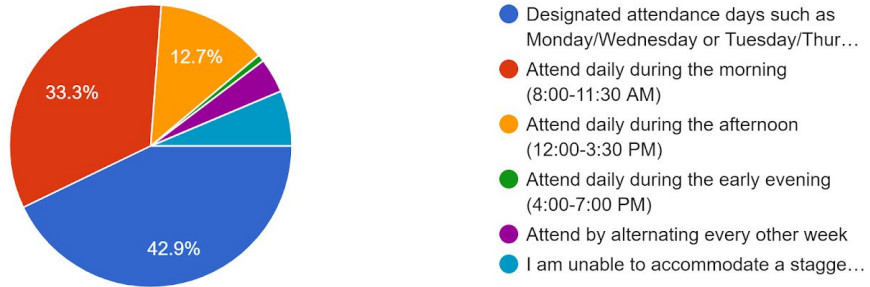 12.7%
33.3%
42.9%
Designated attendance days such as
Monday/Wednesday or Tuesday/Thur…
Attend daily during the morning
(8:00-11:30 AM)
Attend daily during the afternoon
(12:00-3:30 PM)
Attend daily during the early evening
(4:00-7:00 PM)
Attend by alternating every other week
I am unable to accommodate a stagge…